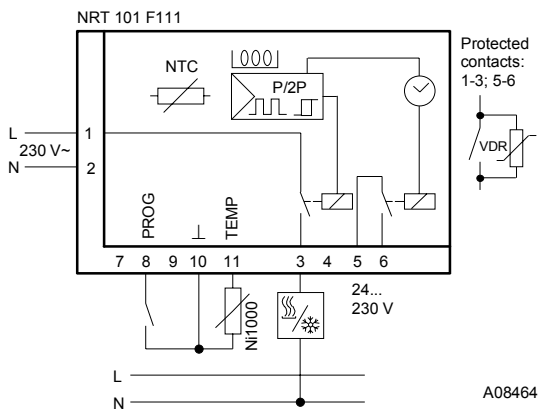 NRT 101 F111
Protected
contacts:
1-3; 5-6
NTC
000
P/2P
L
230 V~
N
1
2
VDR
PROG
⊥
TEMP
7 8 9 10 11 3 4 5 6
24...
230 V
Ni1000
L
N
A08464